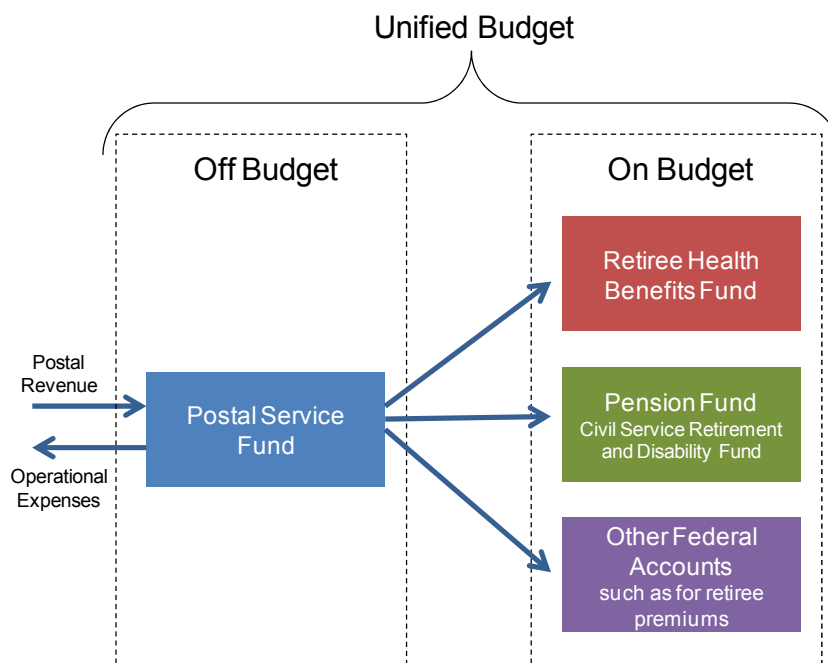 Unified Budget
Off Budget
On Budget
Retiree Health
Benefits Fund
Postal
Revenue
Postal Service
Fund
Operational
Expenses
Pension Fund
Civil Service Retirement
and Disability Fund
Other Federal
Accounts
such as for retiree
premiums